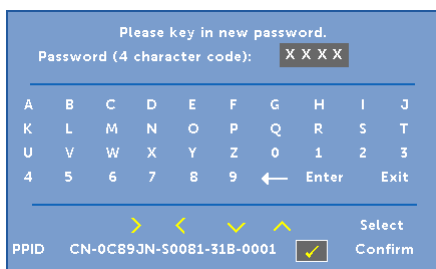 Please key in new password.
Password (4 character code): X X X X
A B C D E F G H I J
K L M N O P Q R S T
U V W X Y Z 0 1 2 3
4 5 6 7 8 9 ← Enter Exit
> < ∨ ∧ Select
PPID CN-0C89JN-S0081-31B-0001 ✓ Confirm